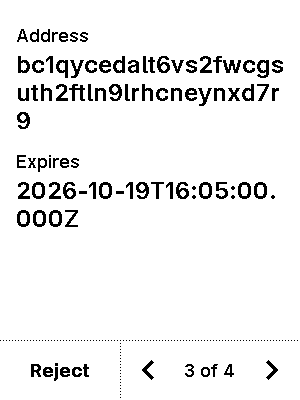 Address
bc1qycedalt6vs2fwcgs
uth2ftln9lrhcneynxd7r
9
Expires
2026-10-19T16:05:00.
000Z
Reject
3 of 4